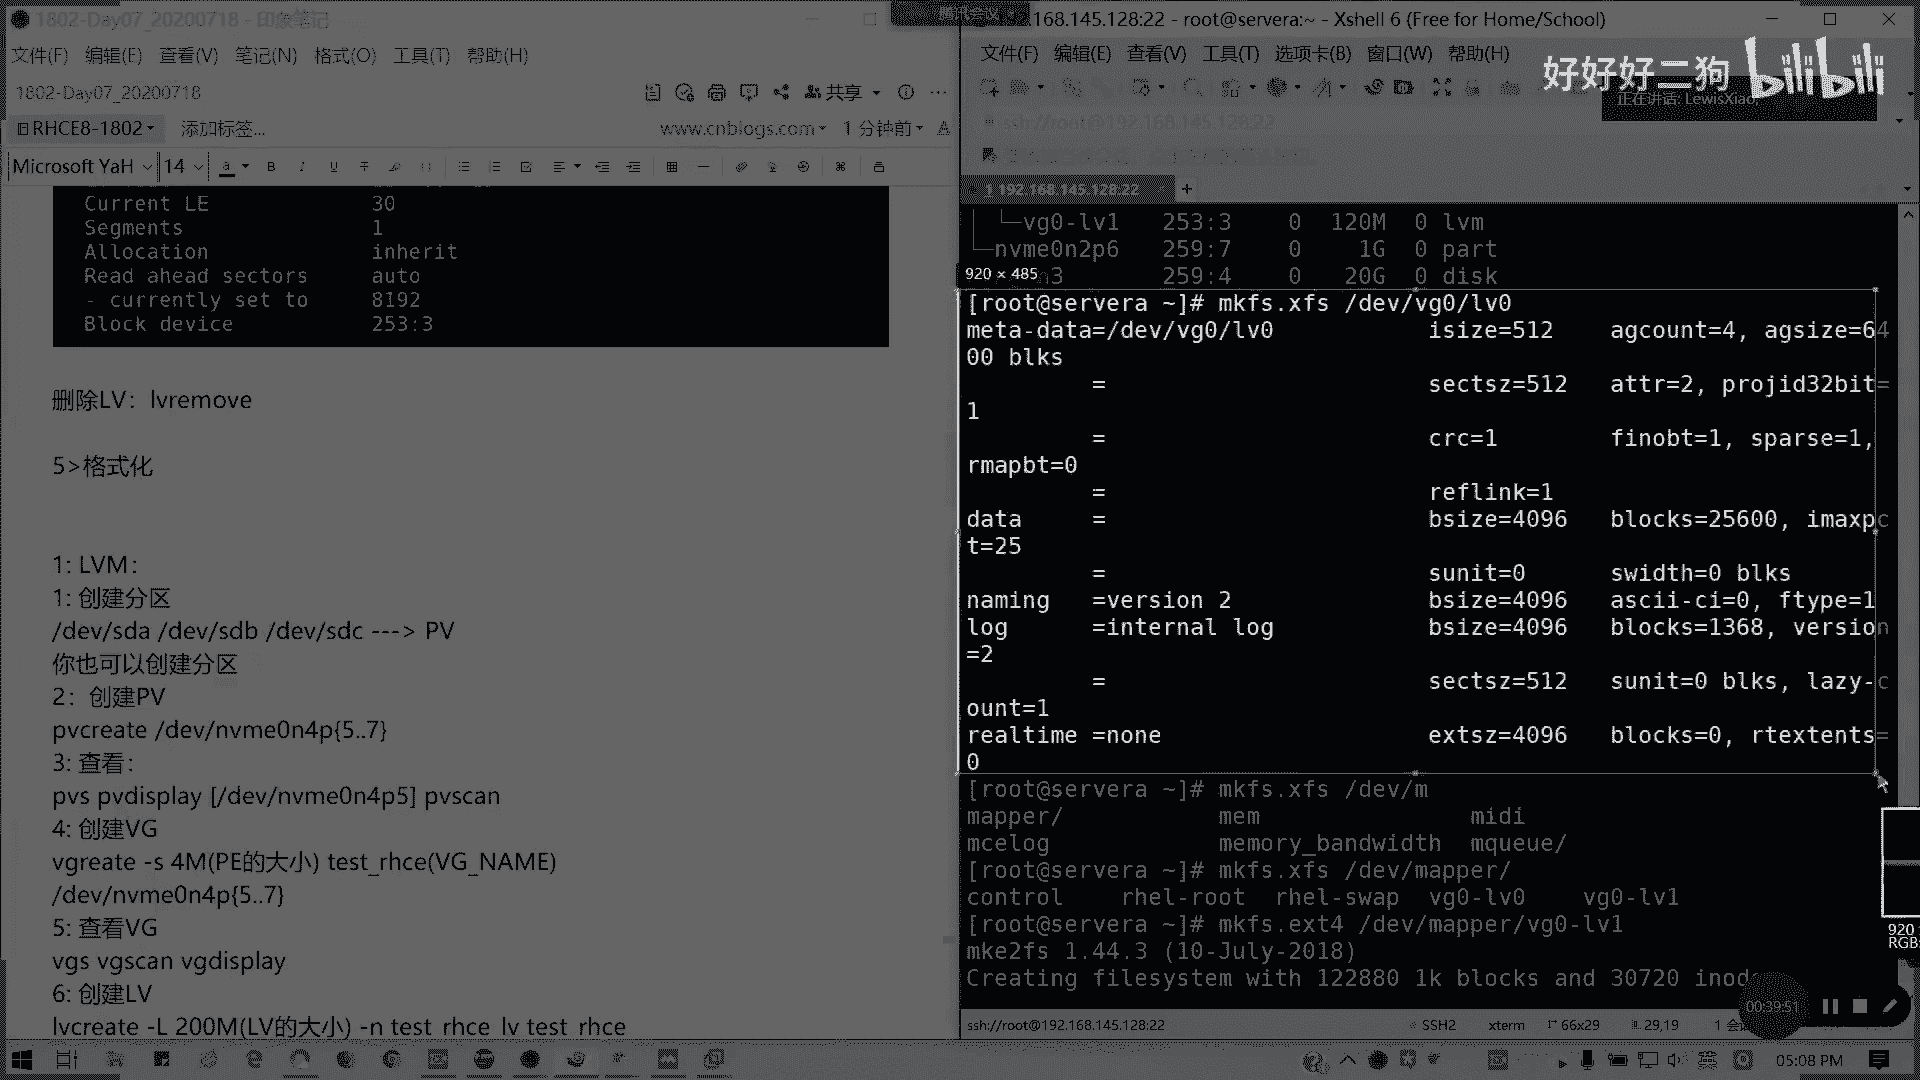 1802-Day07_20200718 - 印象笔记
文件(F) 编辑(E) 查看(V) 笔记(N) 格式(O) 工具(T) 帮助(H)
1802-Day07_20200718
共享
RHCE8-1802 添加标签...
www.cnblogs.com 1 分钟前
Microsoft YaH 14
Current LE 30
Segments 1
Allocation inherit
Read ahead sectors auto
- currently set to 8192
Block device 253:3
删除LV：lvremove
5>格式化
1: LVM：
1: 创建分区
/dev/sda /dev/sdb /dev/sdc ---> PV
你也可以创建分区
2：创建PV
pvcreate /dev/nvme0n4p{5..7}
3: 查看：
pvs pvdisplay [/dev/nvme0n4p5] pvscan
4: 创建VG
vgreate -s 4M(PE的大小) test_rhce(VG_NAME)
/dev/nvme0n4p{5..7}
5: 查看VG
vgs vgscan vgdisplay
6: 创建LV
lvcreate -L 200M(LV的大小) -n test_rhce_lv test_rhce
腾讯会议
.168.145.128:22 - root@servera:~ - Xshell 6 (Free for Home/School)
文件(F) 编辑(E) 查看(V) 工具(T) 选项卡(B) 窗口(W) 帮助(H)
好好好二狗 bilibili
正在讲话: LewisXiao
ssh://root@192.168.145.128:22
1 192.168.145.128:22
└─vg0-lv1 253:3 0 120M 0 lvm
└─nvme0n2p6 259:7 0 1G 0 part
920 × 485
n3 259:4 0 20G 0 disk
[root@servera ~]# mkfs.xfs /dev/vg0/lv0
meta-data=/dev/vg0/lv0 isize=512 agcount=4, agsize=64
00 blks
= sectsz=512 attr=2, projid32bit=
1
= crc=1 finobt=1, sparse=1,
rmapbt=0
= reflink=1
data = bsize=4096 blocks=25600, imaxpc
t=25
= sunit=0 swidth=0 blks
naming =version 2 bsize=4096 ascii-ci=0, ftype=1
log =internal log bsize=4096 blocks=1368, version
=2
= sectsz=512 sunit=0 blks, lazy-c
ount=1
realtime =none extsz=4096 blocks=0, rtextents=
0
[root@servera ~]# mkfs.xfs /dev/m
mapper/ mem midi
mcelog memory_bandwidth mqueue/
[root@servera ~]# mkfs.xfs /dev/mapper/
control rhel-root rhel-swap vg0-lv0 vg0-lv1
[root@servera ~]# mkfs.ext4 /dev/mapper/vg0-lv1
mke2fs 1.44.3 (10-July-2018)
Creating filesystem with 122880 1k blocks and 30720 inod
920
RGB:
00:39:51
ssh://root@192.168.145.128:22 SSH2 xterm 66x29 29,19 1 会
英
05:08 PM